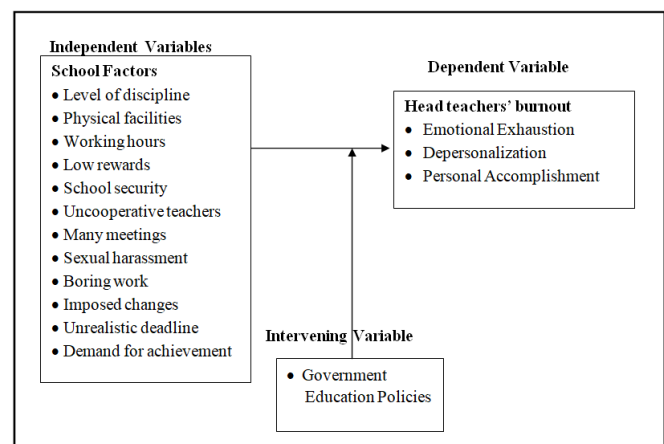 Independent Variables
School Factors
• Level of discipline
• Physical facilities
• Working hours
• Low rewards
• School security
• Uncooperative teachers
• Many meetings
• Sexual harassment
• Boring work
• Imposed changes
• Unrealistic deadline
• Demand for achievement
Dependent Variable
Head teachers' burnout
• Emotional Exhaustion
• Depersonalization
• Personal Accomplishment
Intervening Variable
• Government
Education Policies